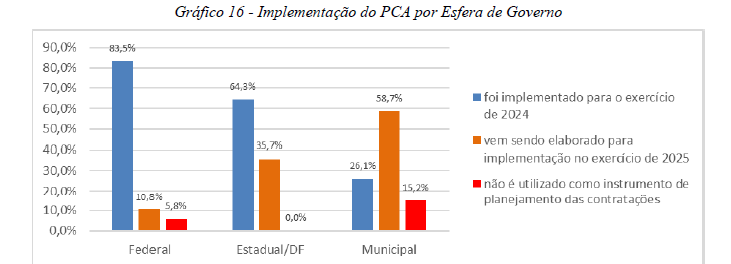 Gráfico 16 - Implementação do PCA por Esfera de Governo
90,0%
80,0%
70,0%
60,0%
50,0%
40,0%
30,0%
20,0%
10,0%
0,0%
83,5%
10,8%
5,8%
64,3%
35,7%
0,0%
26,1%
58,7%
15,2%
Federal
Estadual/DF
Municipal
foi implementado para o exercício
de 2024
vem sendo elaborado para
implementação no exercício de 2025
não é utilizado como instrumento de
planejamento das contratações